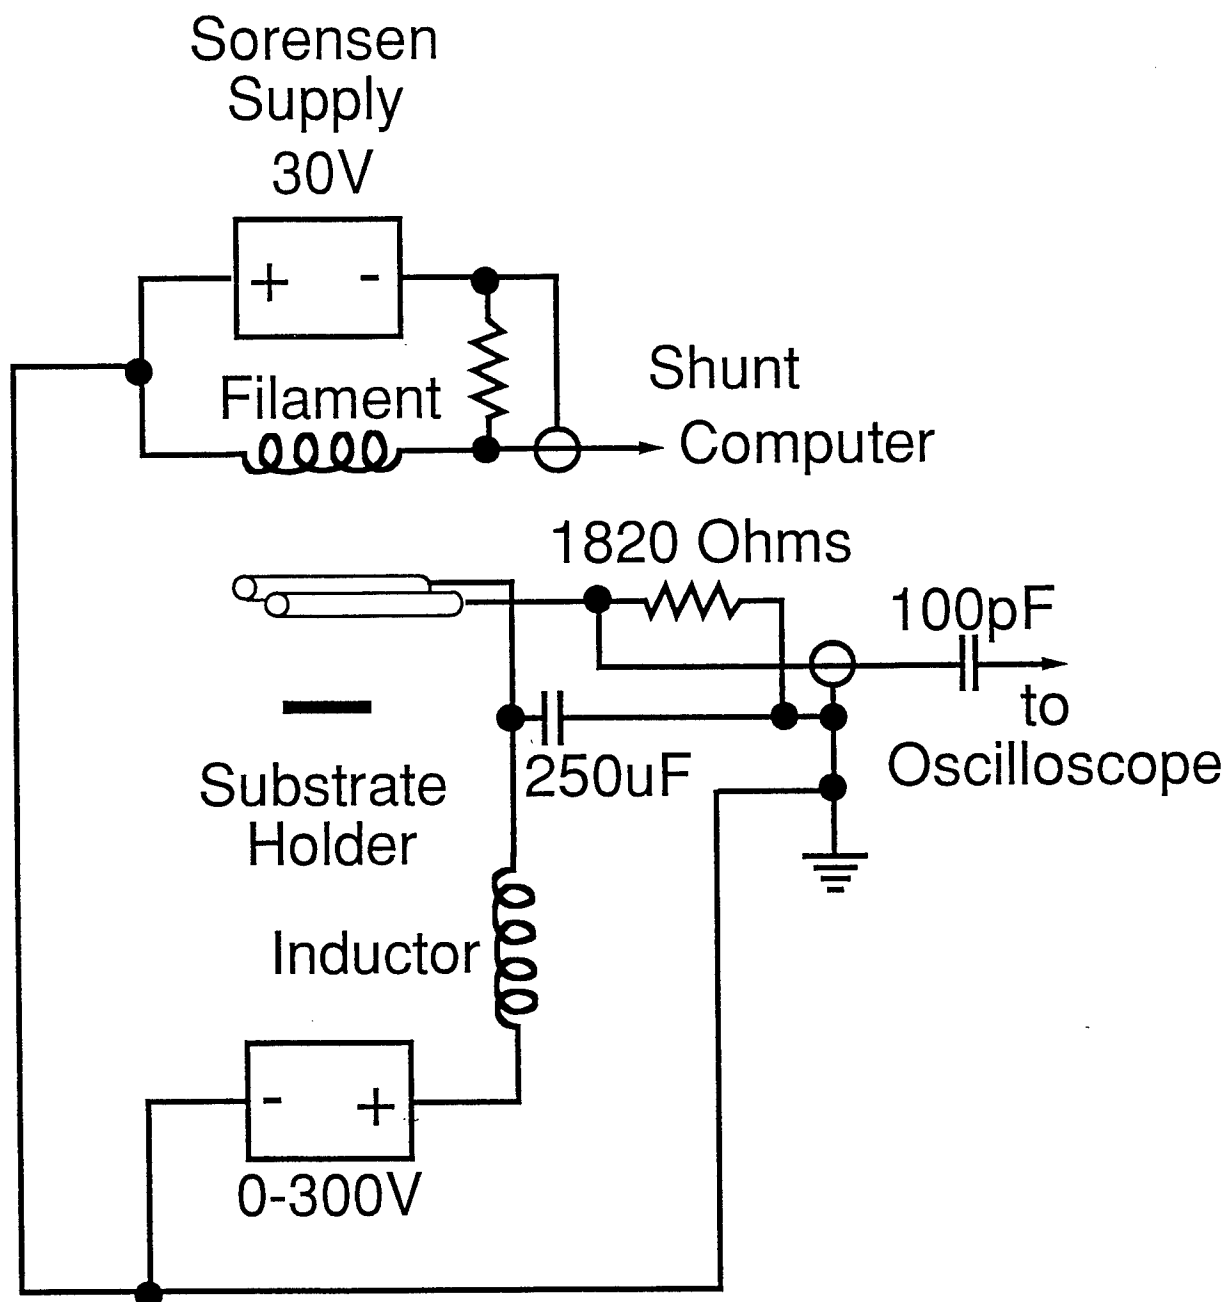 Sorensen
Supply
30V
+ -
Filament
Shunt
Computer
1820 Ohms
100pF
to
Oscilloscope
250uF
Substrate
Holder
Inductor
- +
0-300V